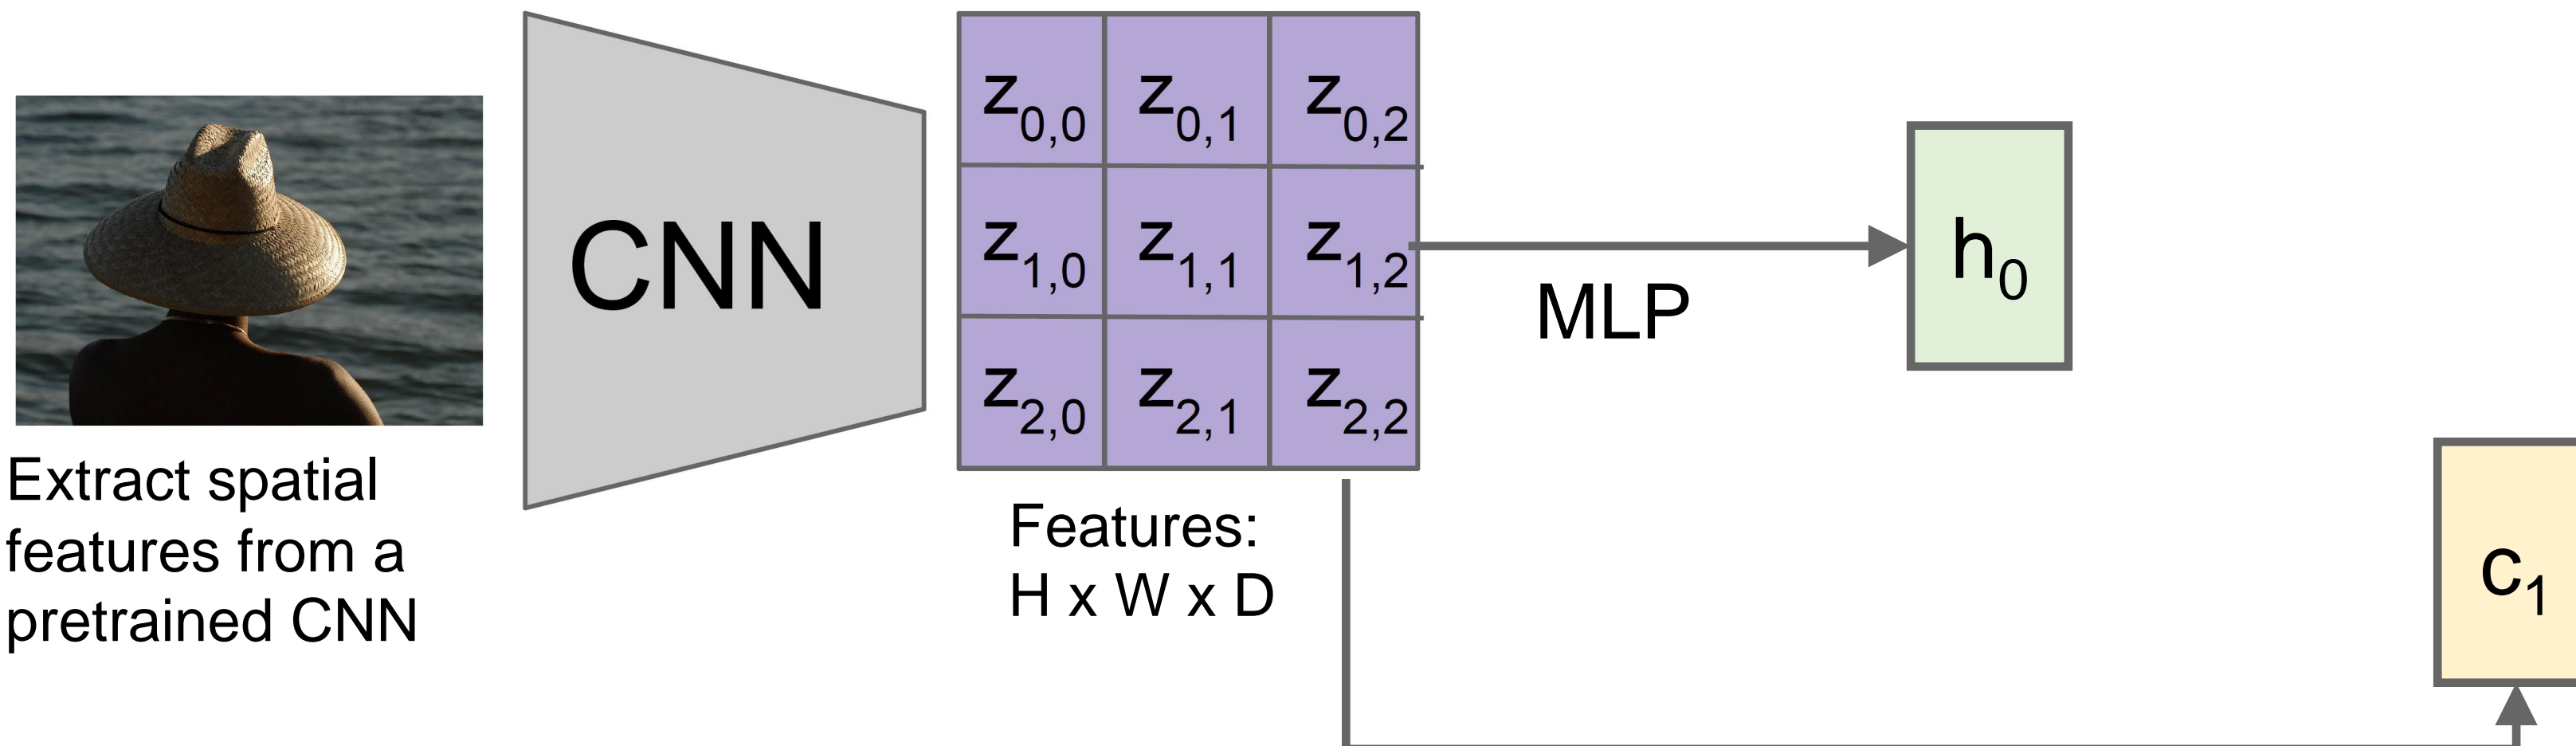 CNN
z0,0 z0,1 z0,2
z1,0 z1,1 z1,2
z2,0 z2,1 z2,2
MLP
h0
Extract spatial
features from a
pretrained CNN
Features:
H x W x D
c1